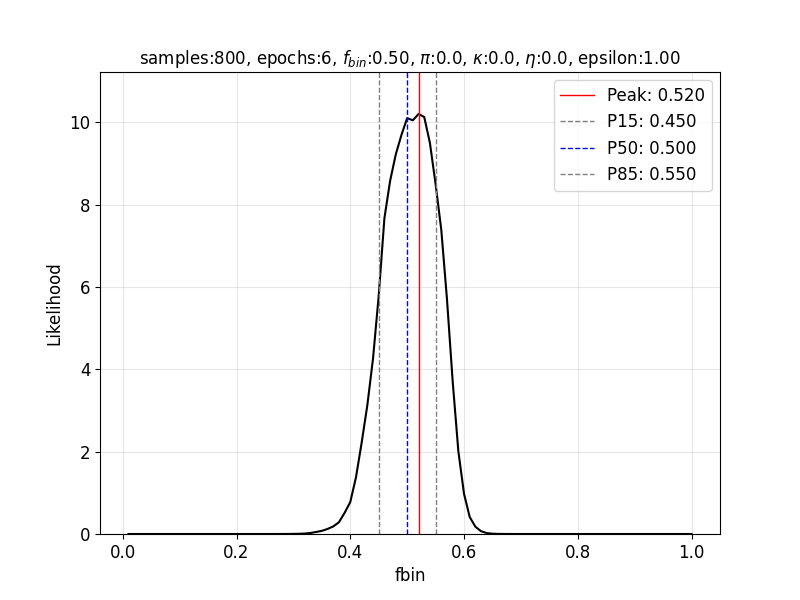 samples:800, epochs:6, $f_{bin}$:0.50, π:0.0, κ:0.0, η:0.0, epsilon:1.00
Peak: 0.520
P15: 0.450
P50: 0.500
P85: 0.550
Likelihood
10
8
6
4
2
0
0.0 0.2 0.4 0.6 0.8 1.0
fbin